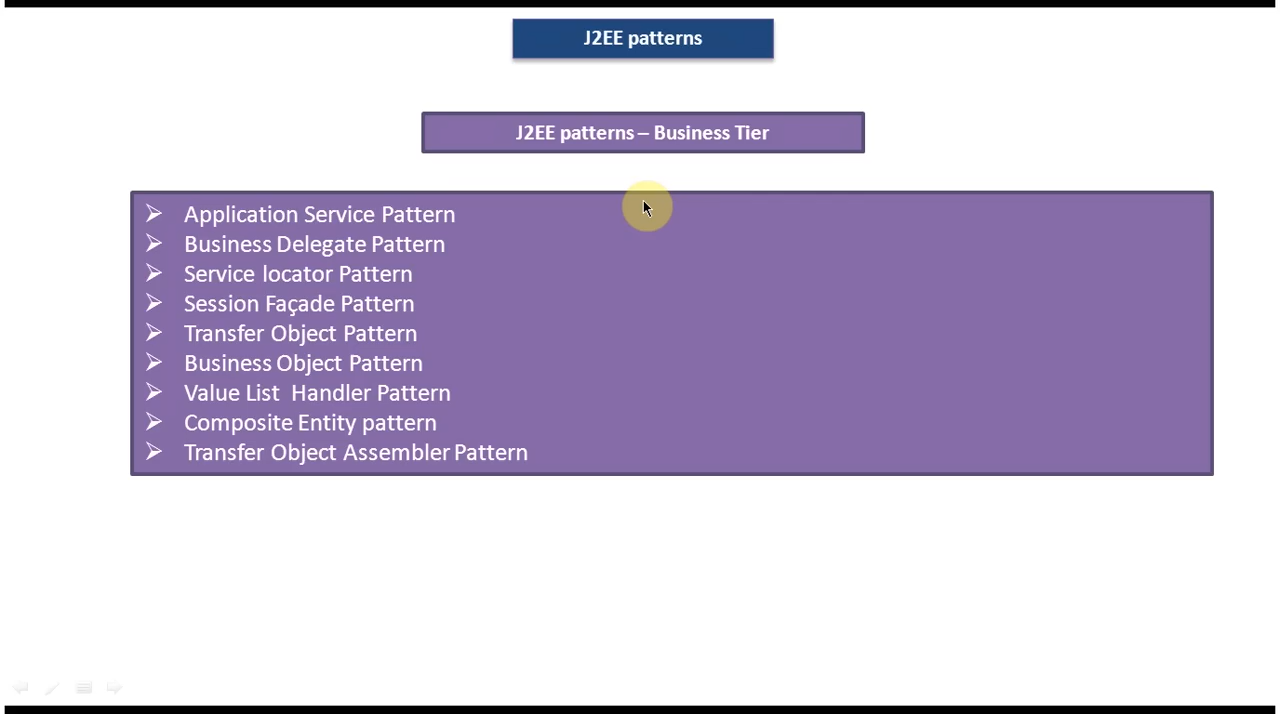 J2EE patterns
J2EE patterns – Business Tier
Application Service Pattern
Business Delegate Pattern
Service locator Pattern
Session Façade Pattern
Transfer Object Pattern
Business Object Pattern
Value List  Handler Pattern
Composite Entity pattern
Transfer Object Assembler Pattern